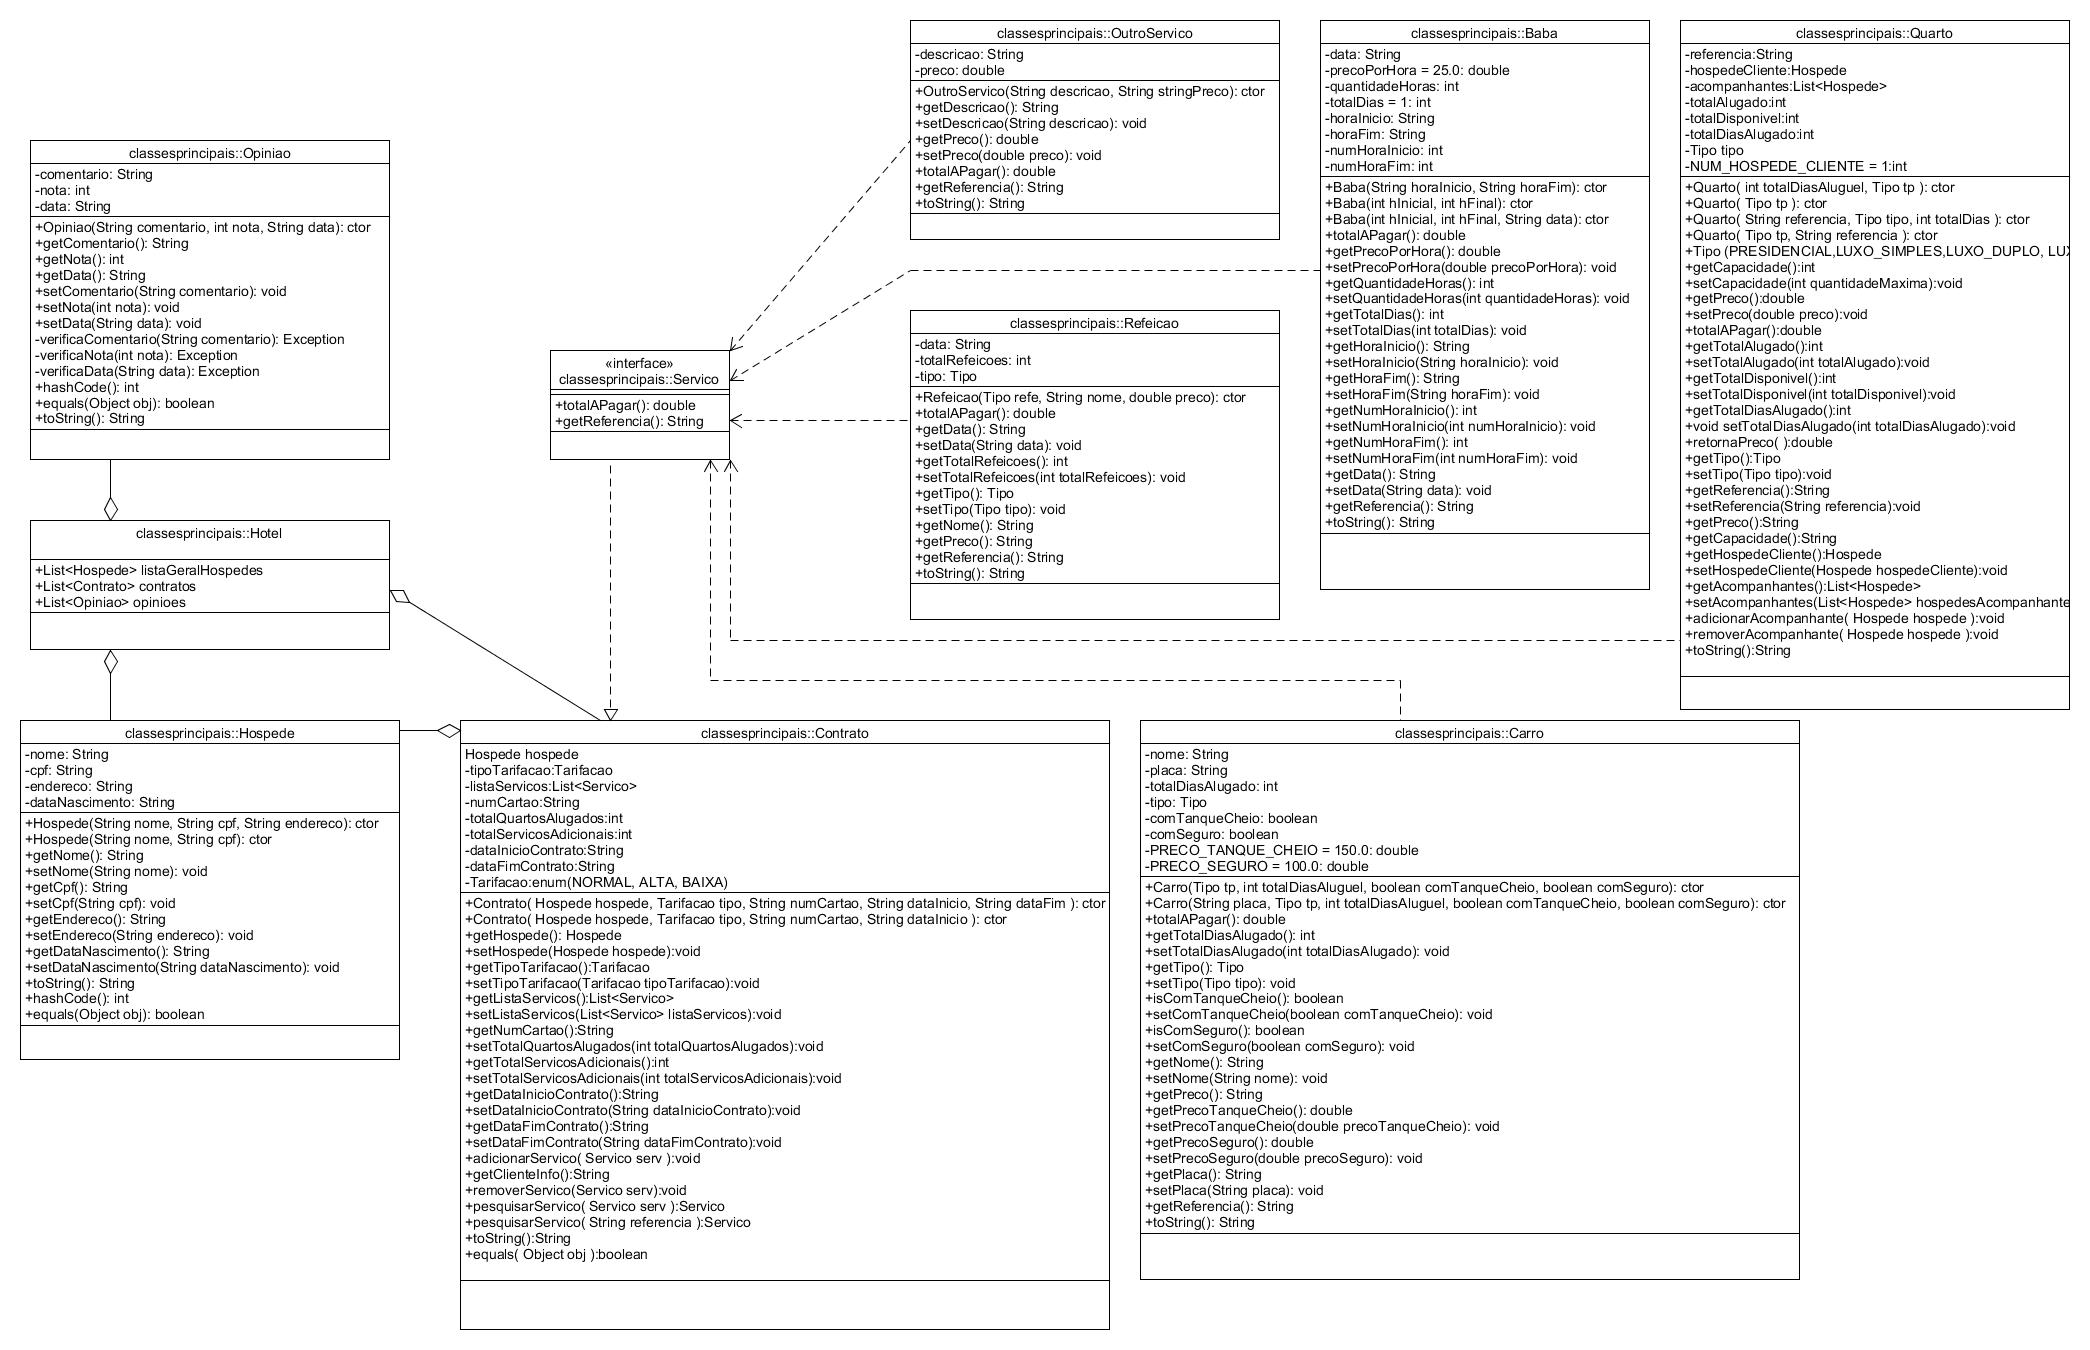 classesprincipais::OutroServico
-descricao: String
-preco: double
+OutroServico(String descricao, String stringPreco): ctor
+getDescricao(): String
+setDescricao(String descricao): void
+getPreco(): double
+setPreco(double preco): void
+totalAPagar(): double
+getReferencia(): String
+toString(): String
classesprincipais::Baba
-data: String
-precoPorHora = 25.0: double
-quantidadeHoras: int
-totalDias = 1: int
-horaInicio: String
-horaFim: String
-numHoraInicio: int
-numHoraFim: int
+Baba(String horaInicio, String horaFim): ctor
+Baba(int hInicial, int hFinal): ctor
+Baba(int hInicial, int hFinal, String data): ctor
+totalAPagar(): double
+getPrecoPorHora(): double
+setPrecoPorHora(double precoPorHora): void
+getQuantidadeHoras(): int
+setQuantidadeHoras(int quantidadeHoras): void
+getTotalDias(): int
+setTotalDias(int totalDias): void
+getHoraInicio(): String
+setHoraInicio(String horaInicio): void
+getHoraFim(): String
+setHoraFim(String horaFim): void
+getNumHoraInicio(): int
+setNumHoraInicio(int numHoraInicio): void
+getNumHoraFim(): int
+setNumHoraFim(int numHoraFim): void
+getData(): String
+setData(String data): void
+getReferencia(): String
+toString(): String
classesprincipais::Quarto
-referencia:String
-hospedeCliente:Hospede
-acompanhantes:List<Hospede>
-totalAlugado:int
-totalDisponivel:int
-totalDiasAlugado:int
-Tipo tipo
-NUM_HOSPEDE_CLIENTE = 1:int
+Quarto( int totalDiasAluguel, Tipo tp ): ctor
+Quarto( Tipo tp ): ctor
+Quarto( String referencia, Tipo tipo, int totalDias ): ctor
+Quarto( Tipo tp, String referencia ): ctor
+Tipo (PRESIDENCIAL,LUXO_SIMPLES,LUXO_DUPLO, LUX
+getCapacidade():int
+setCapacidade(int quantidadeMaxima):void
+getPreco():double
+setPreco(double preco):void
+totalAPagar():double
+getTotalAlugado():int
+setTotalAlugado(int totalAlugado):void
+getTotalDisponivel():int
+setTotalDisponivel(int totalDisponivel):void
+getTotalDiasAlugado():int
+void setTotalDiasAlugado(int totalDiasAlugado):void
+retornaPreco( ):double
+getTipo():Tipo
+setTipo(Tipo tipo):void
+getReferencia():String
+setReferencia(String referencia):void
+getPreco():String
+getCapacidade():String
+getHospedeCliente():Hospede
+setHospedeCliente(Hospede hospedeCliente):void
+getAcompanhantes():List<Hospede>
+setAcompanhantes(List<Hospede> hospedesAcompanhante
+adicionarAcompanhante( Hospede hospede ):void
+removerAcompanhante( Hospede hospede ):void
+toString():String
classesprincipais::Opiniao
-comentario: String
-nota: int
-data: String
+Opiniao(String comentario, int nota, String data): ctor
+getComentario(): String
+getNota(): int
+getData(): String
+setComentario(String comentario): void
+setNota(int nota): void
+setData(String data): void
-verificaComentario(String comentario): Exception
-verificaNota(int nota): Exception
-verificaData(String data): Exception
+hashCode(): int
+equals(Object obj): boolean
+toString(): String
classesprincipais::Refeicao
-data: String
-totalRefeicoes: int
-tipo: Tipo
+Refeicao(Tipo refe, String nome, double preco): ctor
+totalAPagar(): double
+getData(): String
+setData(String data): void
+getTotalRefeicoes(): int
+setTotalRefeicoes(int totalRefeicoes): void
+getTipo(): Tipo
+setTipo(Tipo tipo): void
+getNome(): String
+getPreco(): String
+getReferencia(): String
+toString(): String
«interface»
classesprincipais::Servico
+totalAPagar(): double
+getReferencia(): String
classesprincipais::Hotel
+List<Hospede> listaGeralHospedes
+List<Contrato> contratos
+List<Opiniao> opinioes
classesprincipais::Hospede
-nome: String
-cpf: String
-endereco: String
-dataNascimento: String
+Hospede(String nome, String cpf, String endereco): ctor
+Hospede(String nome, String cpf): ctor
+getNome(): String
+setNome(String nome): void
+getCpf(): String
+setCpf(String cpf): void
+getEndereco(): String
+setEndereco(String endereco): void
+getDataNascimento(): String
+setDataNascimento(String dataNascimento): void
+toString(): String
+hashCode(): int
+equals(Object obj): boolean
classesprincipais::Contrato
Hospede hospede
-tipoTarifacao:Tarifacao
-listaServicos:List<Servico>
-numCartao:String
-totalQuartosAlugados:int
-totalServicosAdicionais:int
-dataInicioContrato:String
-dataFimContrato:String
-Tarifacao:enum(NORMAL, ALTA, BAIXA)
+Contrato( Hospede hospede, Tarifacao tipo, String numCartao, String dataInicio, String dataFim ): ctor
+Contrato( Hospede hospede, Tarifacao tipo, String numCartao, String dataInicio ): ctor
+getHospede(): Hospede
+setHospede(Hospede hospede):void
+getTipoTarifacao():Tarifacao
+setTipoTarifacao(Tarifacao tipoTarifacao):void
+getListaServicos():List<Servico>
+setListaServicos(List<Servico> listaServicos):void
+getNumCartao():String
+setTotalQuartosAlugados(int totalQuartosAlugados):void
+getTotalServicosAdicionais():int
+setTotalServicosAdicionais(int totalServicosAdicionais):void
+getDataInicioContrato():String
+setDataInicioContrato(String dataInicioContrato):void
+getDataFimContrato():String
+setDataFimContrato(String dataFimContrato):void
+adicionarServico( Servico serv ):void
+getClienteInfo():String
+removerServico(Servico serv):void
+pesquisarServico( Servico serv ):Servico
+pesquisarServico( String referencia ):Servico
+toString():String
+equals( Object obj ):boolean
classesprincipais::Carro
-nome: String
-placa: String
-totalDiasAlugado: int
-tipo: Tipo
-comTanqueCheio: boolean
-comSeguro: boolean
-PRECO_TANQUE_CHEIO = 150.0: double
-PRECO_SEGURO = 100.0: double
+Carro(Tipo tp, int totalDiasAluguel, boolean comTanqueCheio, boolean comSeguro): ctor
+Carro(String placa, Tipo tp, int totalDiasAluguel, boolean comTanqueCheio, boolean comSeguro): ctor
+totalAPagar(): double
+getTotalDiasAlugado(): int
+setTotalDiasAlugado(int totalDiasAlugado): void
+getTipo(): Tipo
+setTipo(Tipo tipo): void
+isComTanqueCheio(): boolean
+setComTanqueCheio(boolean comTanqueCheio): void
+isComSeguro(): boolean
+setComSeguro(boolean comSeguro): void
+getNome(): String
+setNome(String nome): void
+getPreco(): String
+getPrecoTanqueCheio(): double
+setPrecoTanqueCheio(double precoTanqueCheio): void
+getPrecoSeguro(): double
+setPrecoSeguro(double precoSeguro): void
+getPlaca(): String
+setPlaca(String placa): void
+getReferencia(): String
+toString(): String